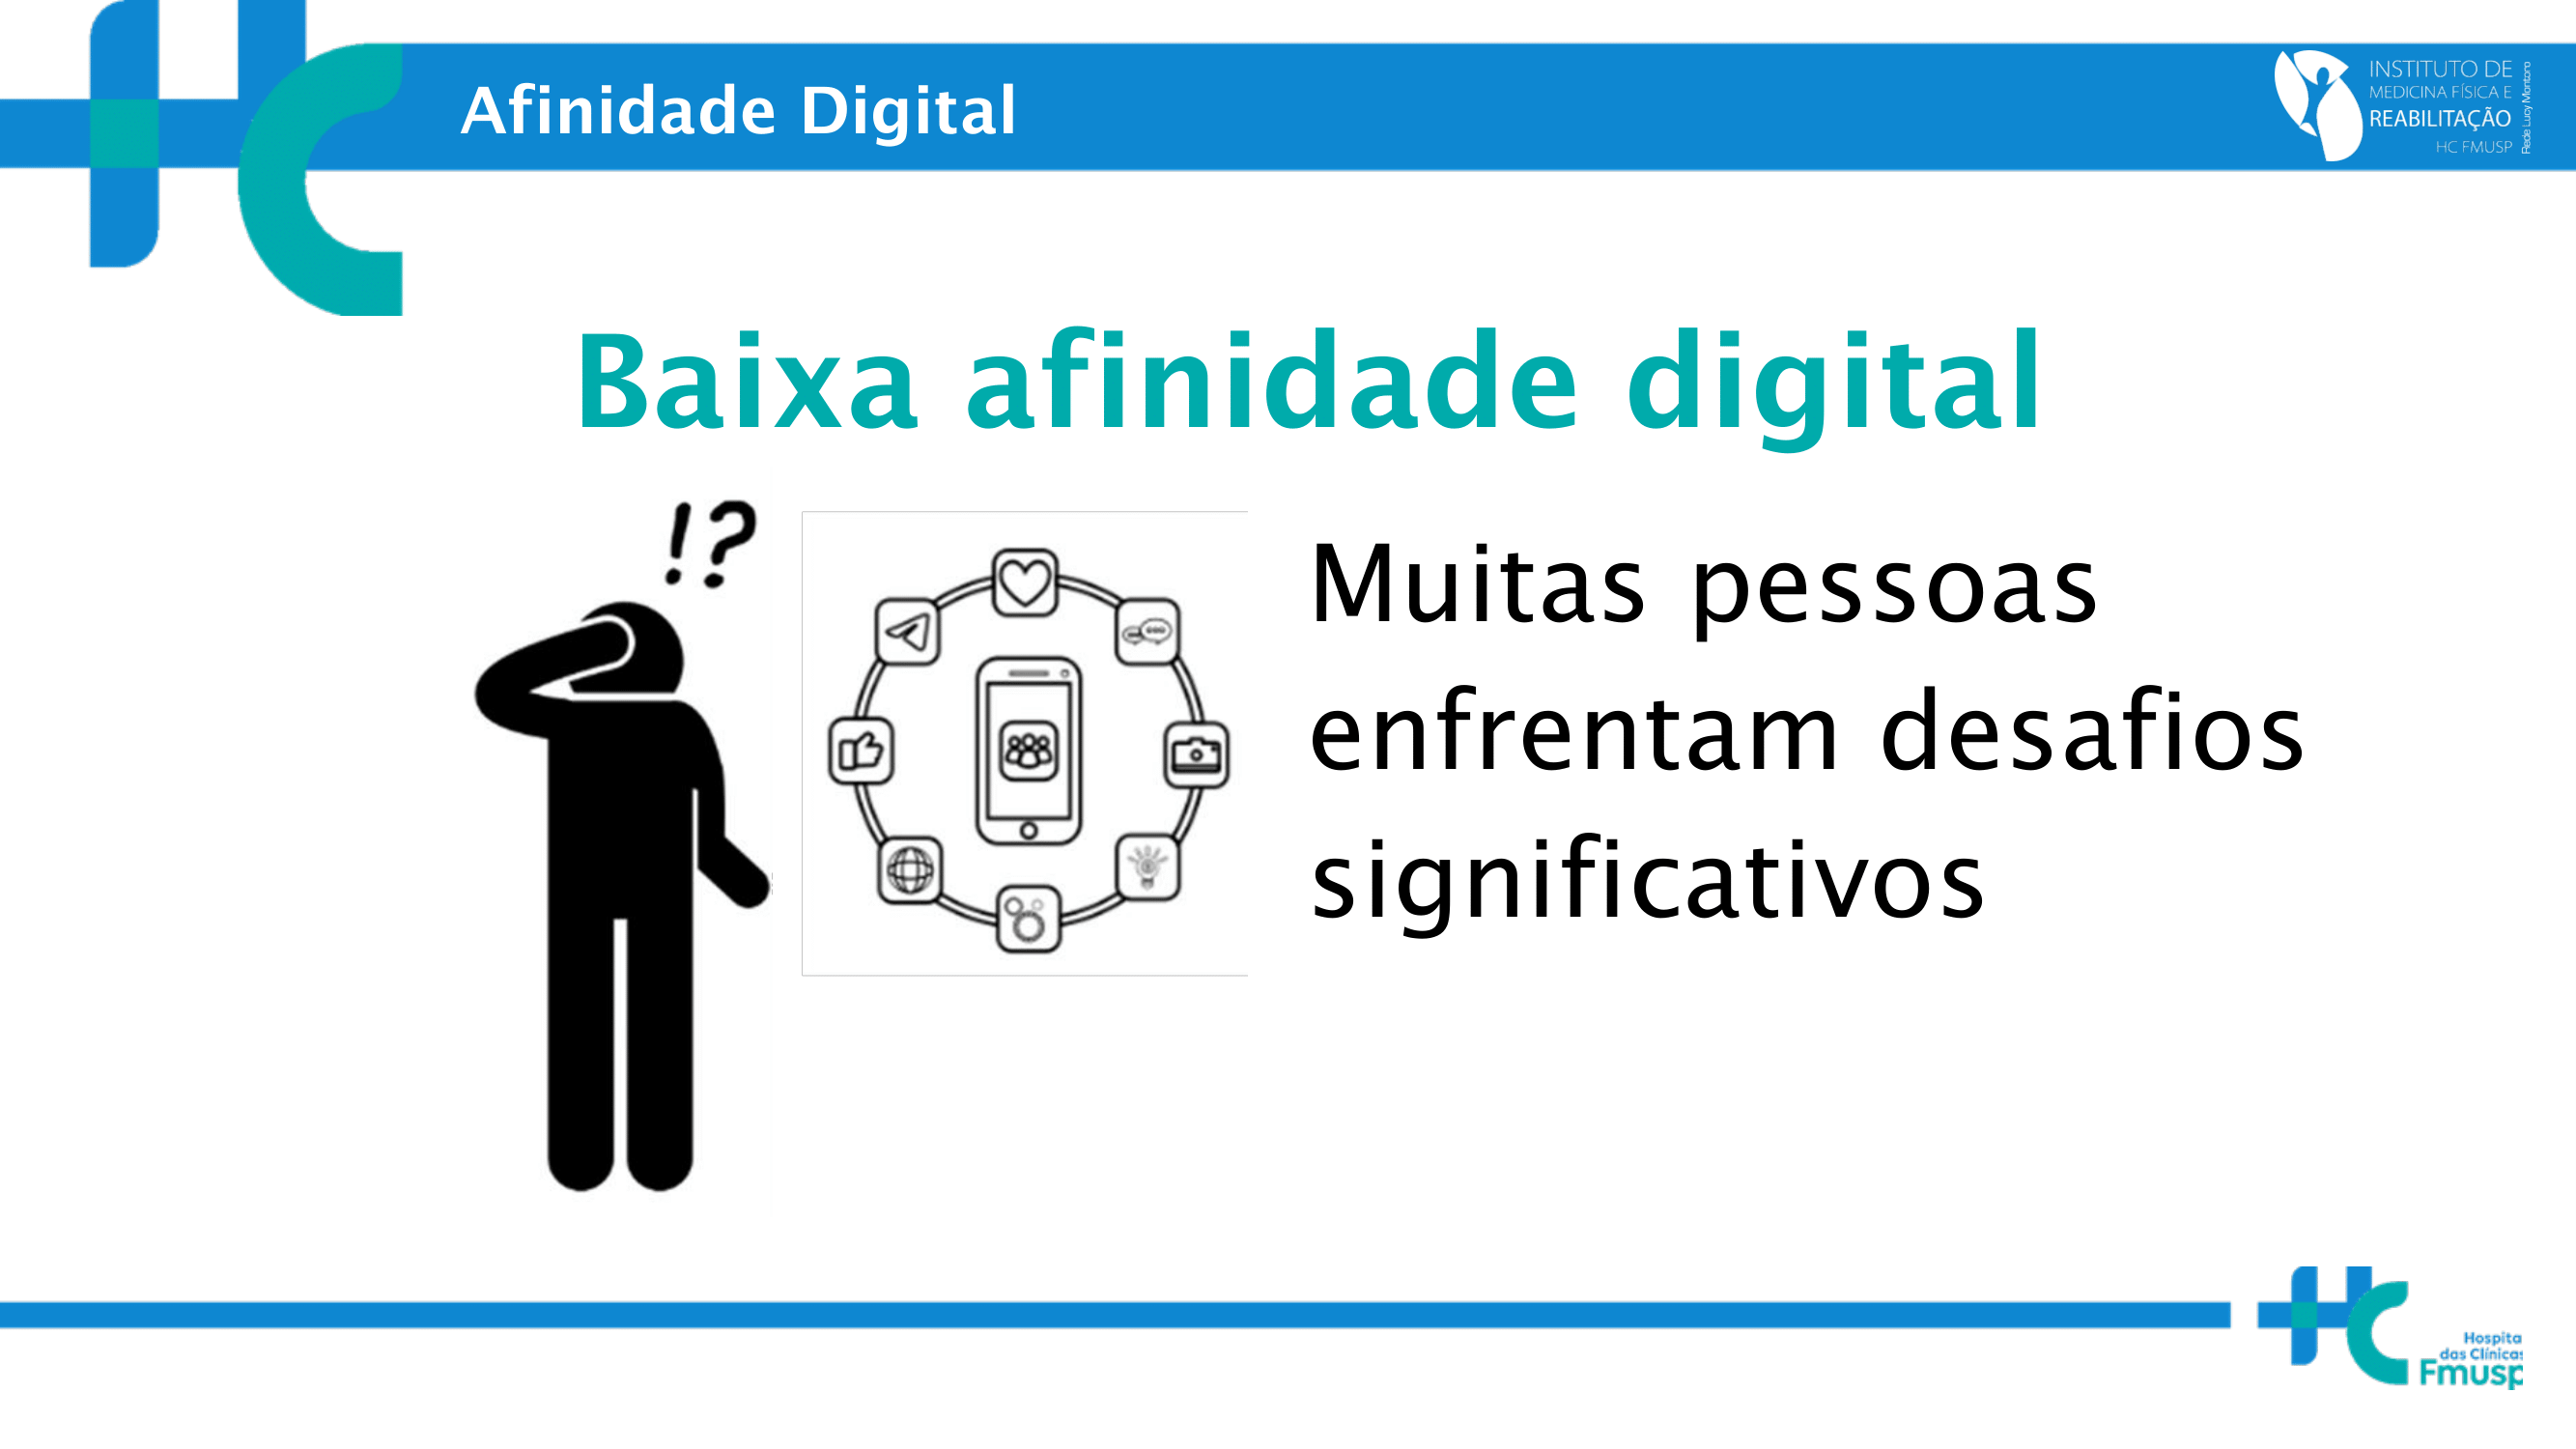 Afinidade Digital
INSTITUTO DE
MEDICINA FÍSICA E
REABILITAÇÃO
HC FMUSP
Rede Lucy Montoro
Baixa afinidade digital
!?
Muitas pessoas
enfrentam desafios
significativos
Hospita
das Clínicas
Fmusp